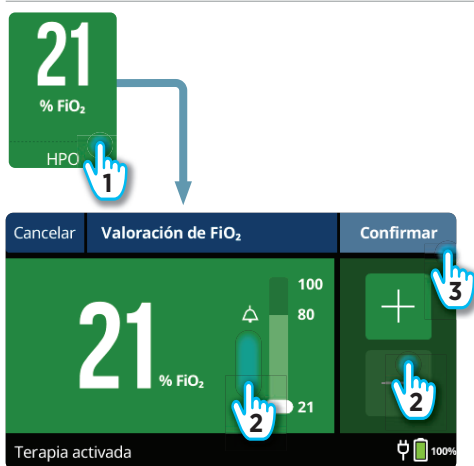 21
% FiO₂
HPO
1
Cancelar
Valoración de FiO₂
Confirmar
3
100
80
21
% FiO₂
21
2
2
Terapia activada
100%